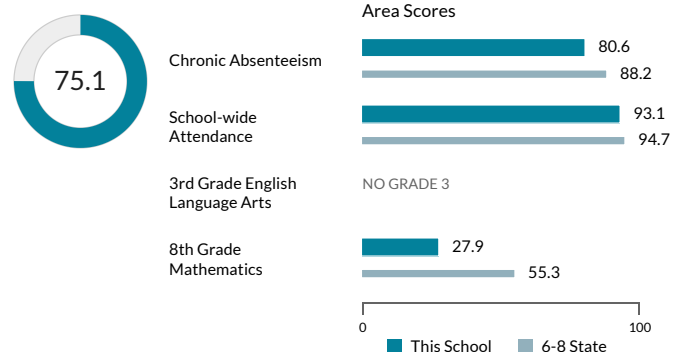 Area Scores
75.1
Chronic Absenteeism
80.6
88.2
School-wide
Attendance
93.1
94.7
3rd Grade English
Language Arts
NO GRADE 3
8th Grade
Mathematics
27.9
55.3
0
100
This School
6-8 State